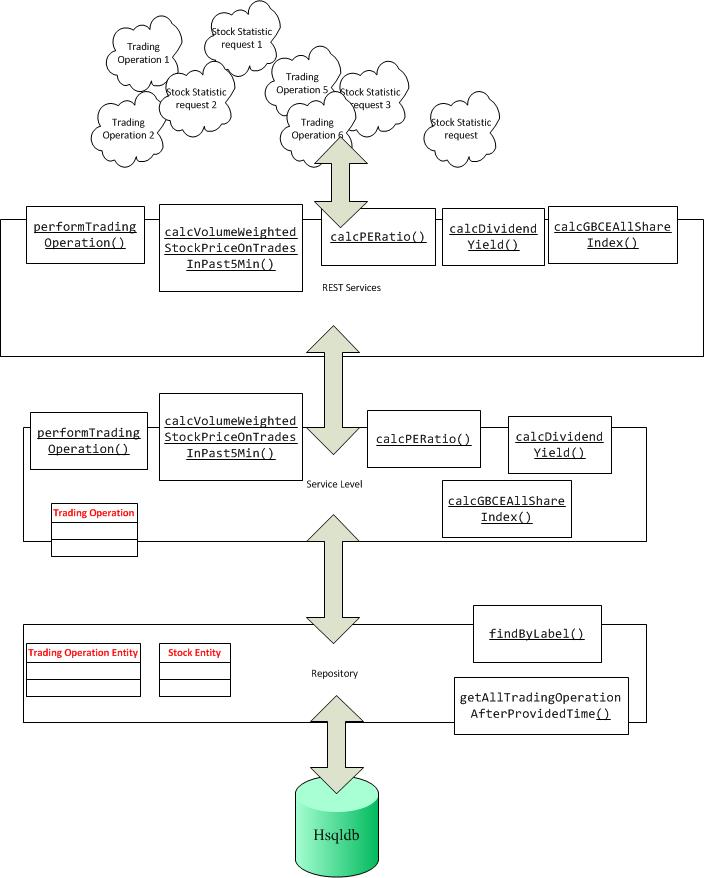 Stock Statistic
request 1
Trading
Operation 1
Trading
Operation 5
Stock Statistic
request 2
Stock Statistic
request 3
Trading
Operation 2
Trading
Operation 6
Stock Statistic
request
performTrading
Operation()
calcVolumeWeighted
StockPriceOnTrades
InPast5Min()
calcPERatio()
calcDividend
Yield()
calcGBCEAllShare
Index()
REST Services
performTrading
Operation()
calcVolumeWeighted
StockPriceOnTrades
InPast5Min()
calcPERatio()
calcDividend
Yield()
Service Level
calcGBCEAllShare
Index()
Trading Operation
findByLabel()
Trading Operation Entity
Stock Entity
Repository
getAllTradingOperation
AfterProvidedTime()
Hsqldb